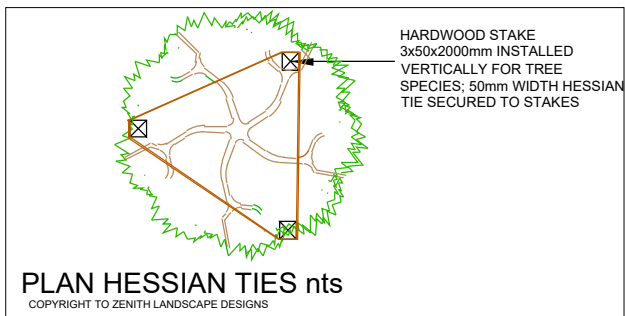 HARDWOOD STAKE
3x50x2000mm INSTALLED
VERTICALLY FOR TREE
SPECIES; 50mm WIDTH HESSIAN
TIE SECURED TO STAKES
PLAN HESSIAN TIES nts
COPYRIGHT TO ZENITH LANDSCAPE DESIGNS